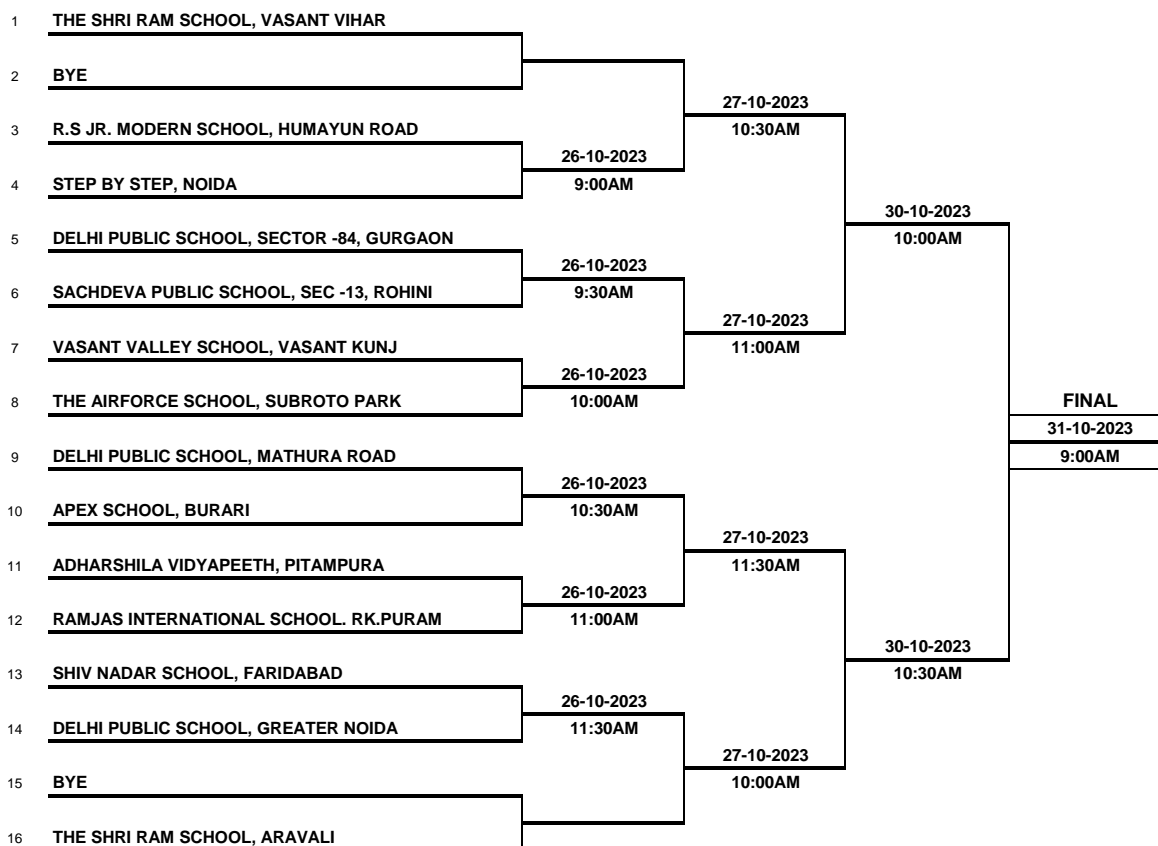 1 THE SHRI RAM SCHOOL, VASANT VIHAR
2 BYE
27-10-2023
3 R.S JR. MODERN SCHOOL, HUMAYUN ROAD
10:30AM
26-10-2023
4 STEP BY STEP, NOIDA
9:00AM
30-10-2023
5 DELHI PUBLIC SCHOOL, SECTOR -84, GURGAON
10:00AM
26-10-2023
6 SACHDEVA PUBLIC SCHOOL, SEC -13, ROHINI
9:30AM
27-10-2023
7 VASANT VALLEY SCHOOL, VASANT KUNJ
11:00AM
26-10-2023
8 THE AIRFORCE SCHOOL, SUBROTO PARK
10:00AM
FINAL
31-10-2023
9 DELHI PUBLIC SCHOOL, MATHURA ROAD
9:00AM
26-10-2023
10 APEX SCHOOL, BURARI
10:30AM
27-10-2023
11 ADHARSHILA VIDYAPEETH, PITAMPURA
11:30AM
26-10-2023
12 RAMJAS INTERNATIONAL SCHOOL. RK.PURAM
11:00AM
30-10-2023
13 SHIV NADAR SCHOOL, FARIDABAD
10:30AM
26-10-2023
14 DELHI PUBLIC SCHOOL, GREATER NOIDA
11:30AM
27-10-2023
15 BYE
10:00AM
16 THE SHRI RAM SCHOOL, ARAVALI